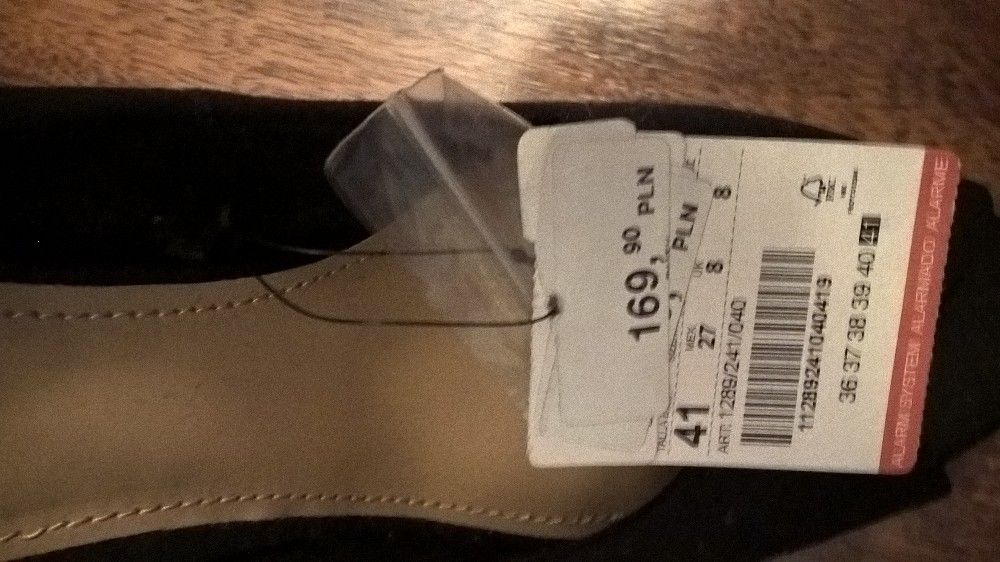 169,90 PLN
, PLN
TALLA
41
MEX
27
UK
8
8
ART: 1289/241/040
11289241040419
36 37 38 39 40 41
ALARM SYSTEM ALARMADO ALARME